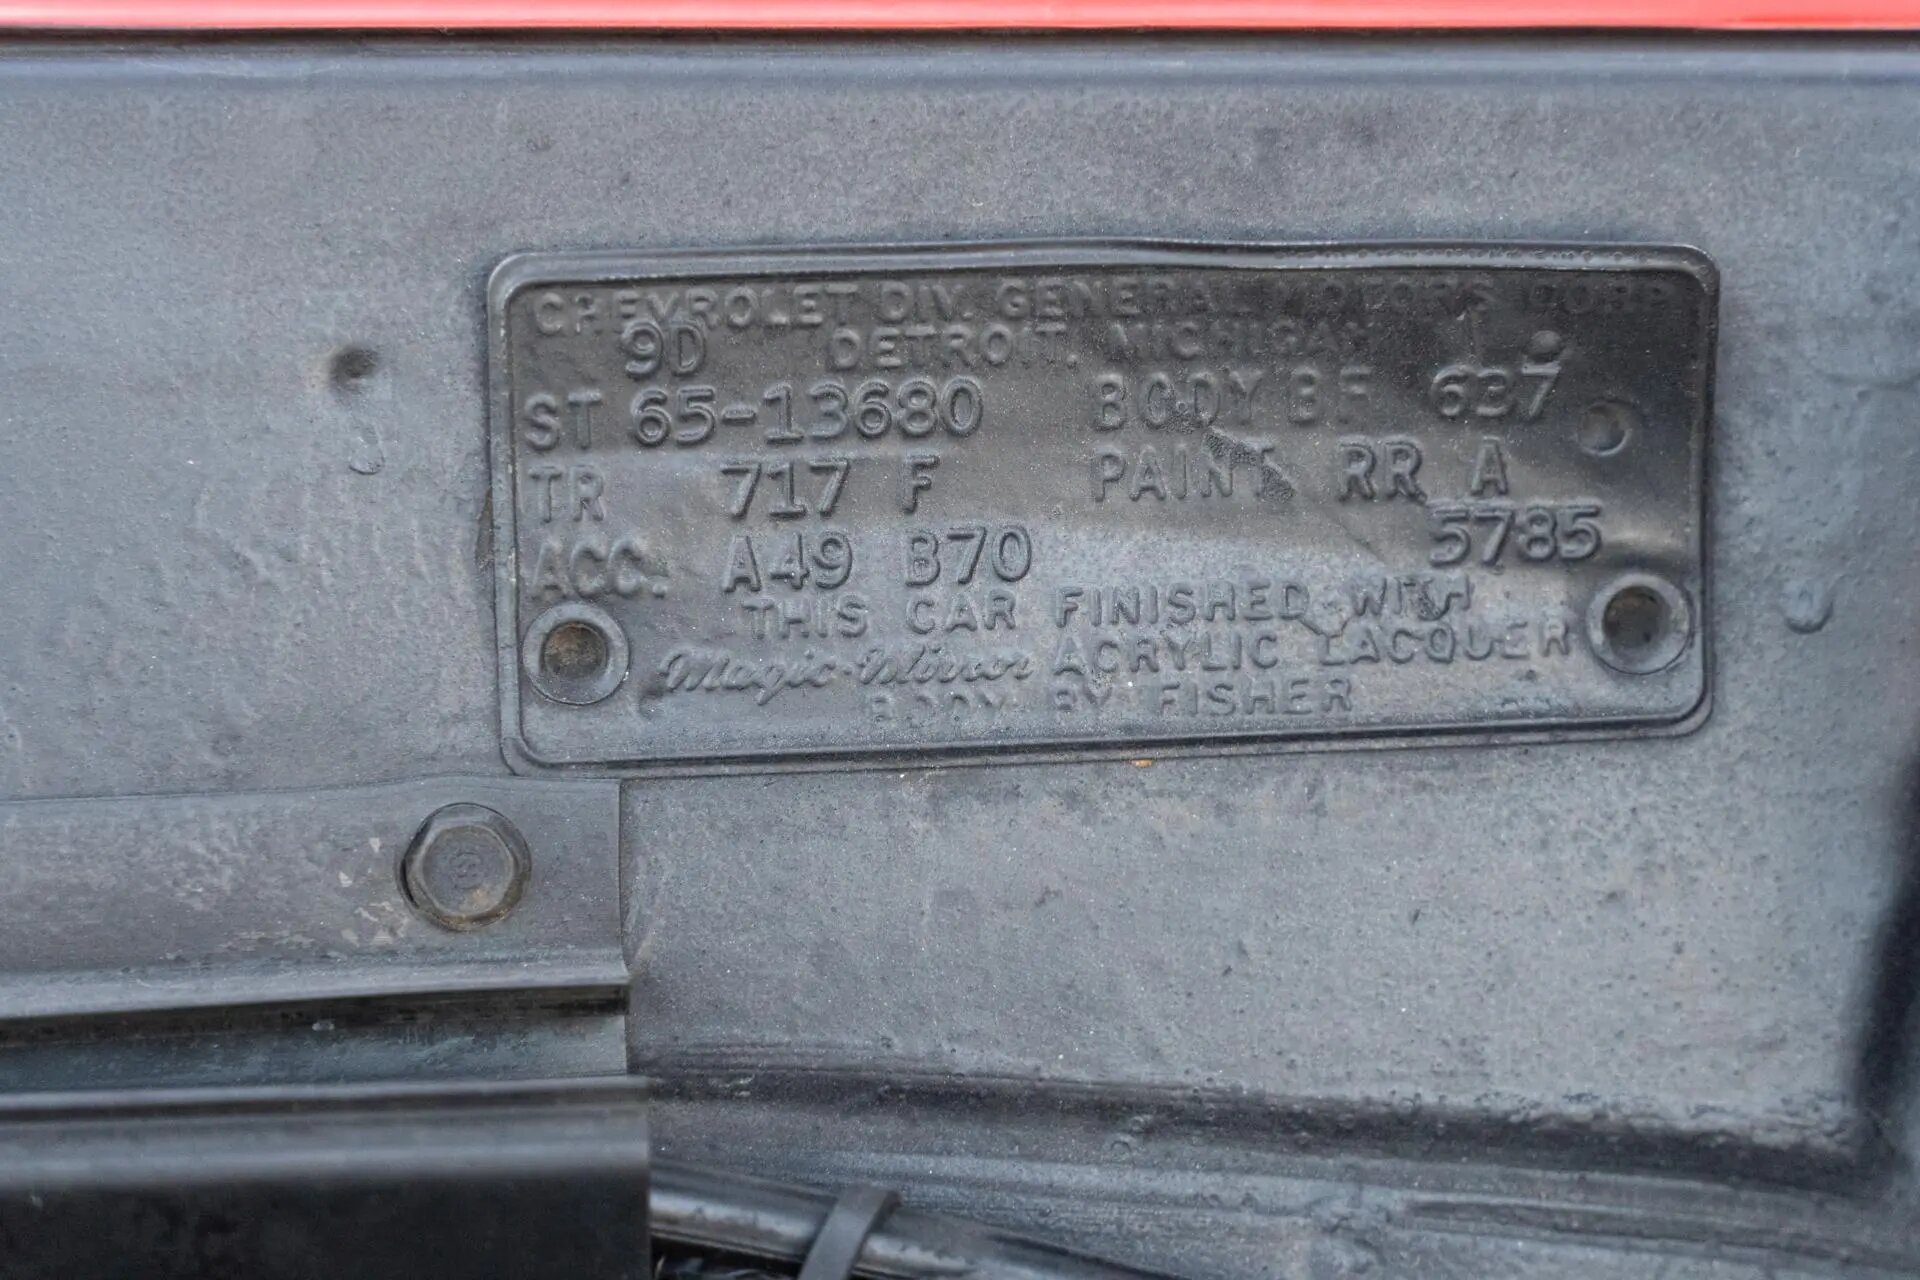 CHEVROLET DIV. GENERAL MOTORS CORP.
9D DETROIT, MICHIGAN
ST 65-13680 BODY BF 637
TR 717 F PAINT RR A
ACC. A49 B70 5785
THIS CAR FINISHED WITH
Magic-Mirror ACRYLIC LACQUER
BODY BY FISHER